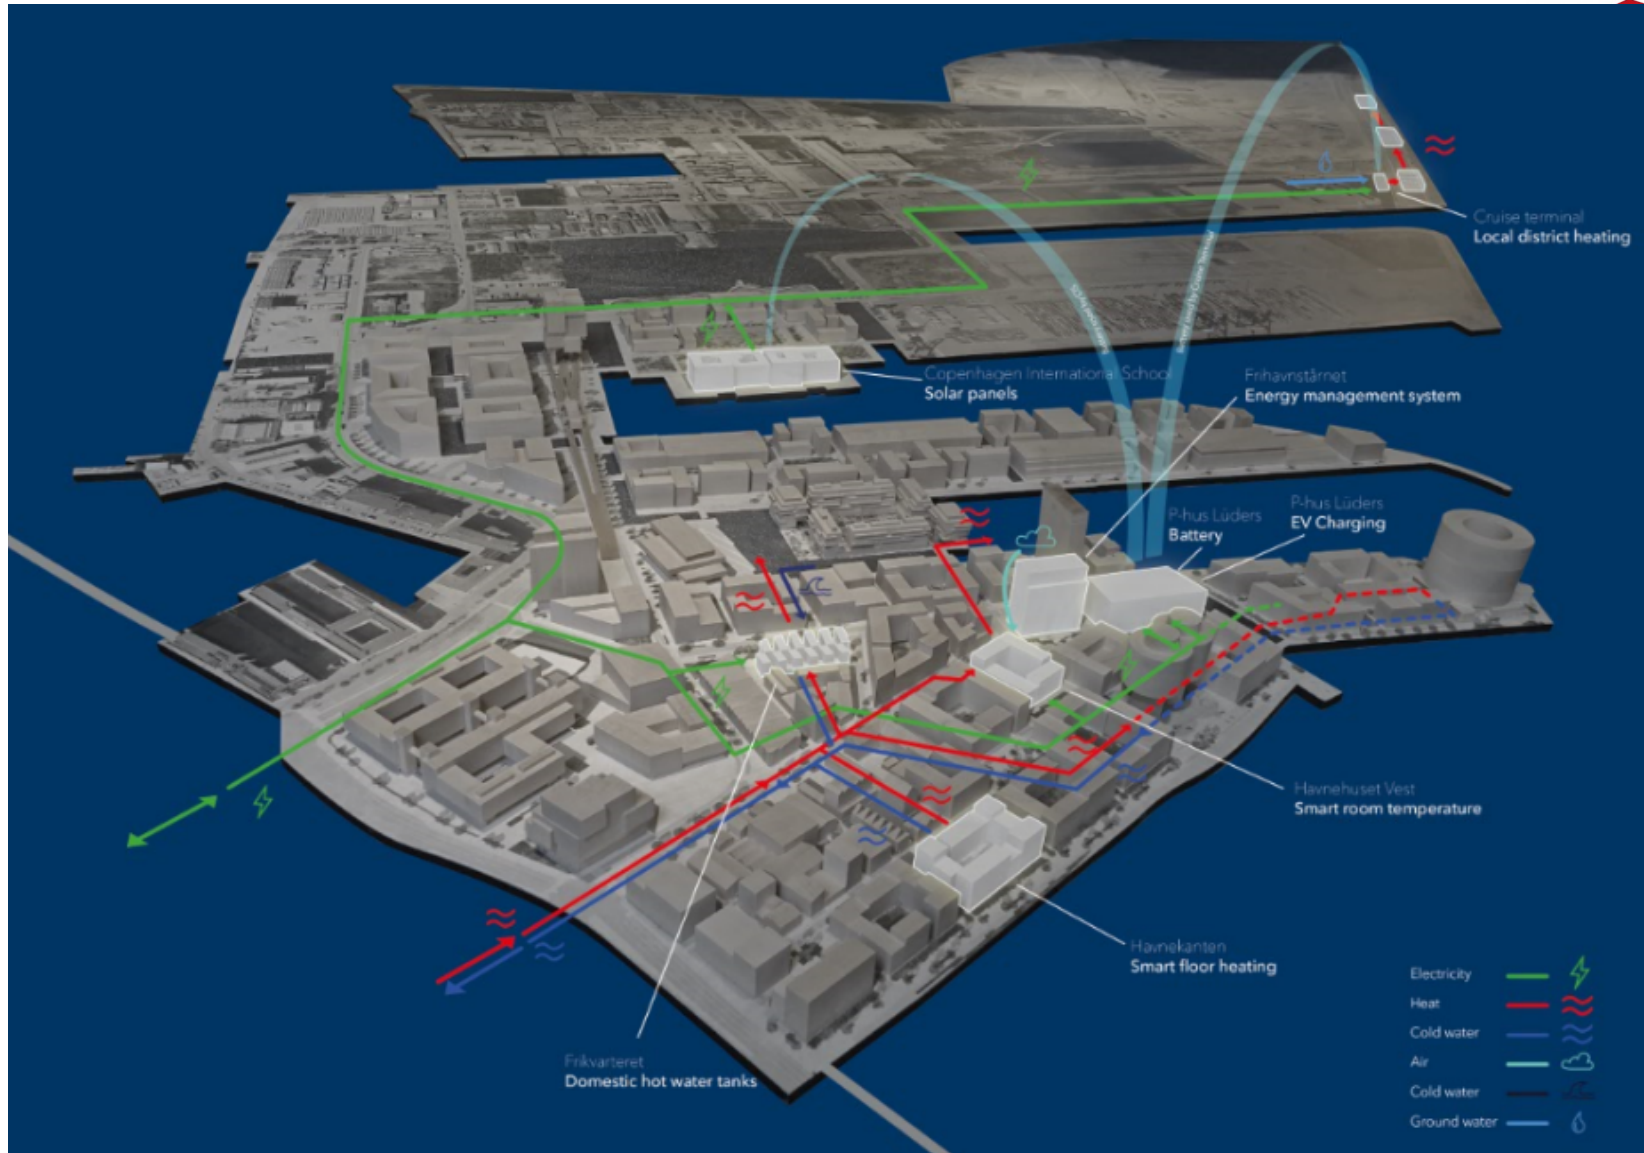 Cruise terminal
Local district heating
Copenhagen International School
Solar panels
Frihavnstårnet
Energy management system
P-hus Lüders
EV Charging
P-hus Lüders
Battery
Havnehuset Vest
Smart room temperature
Havnekanten
Smart floor heating
Frikvarteret
Domestic hot water tanks
Electricity
Heat
Cold water
Air
Cold water
Ground water